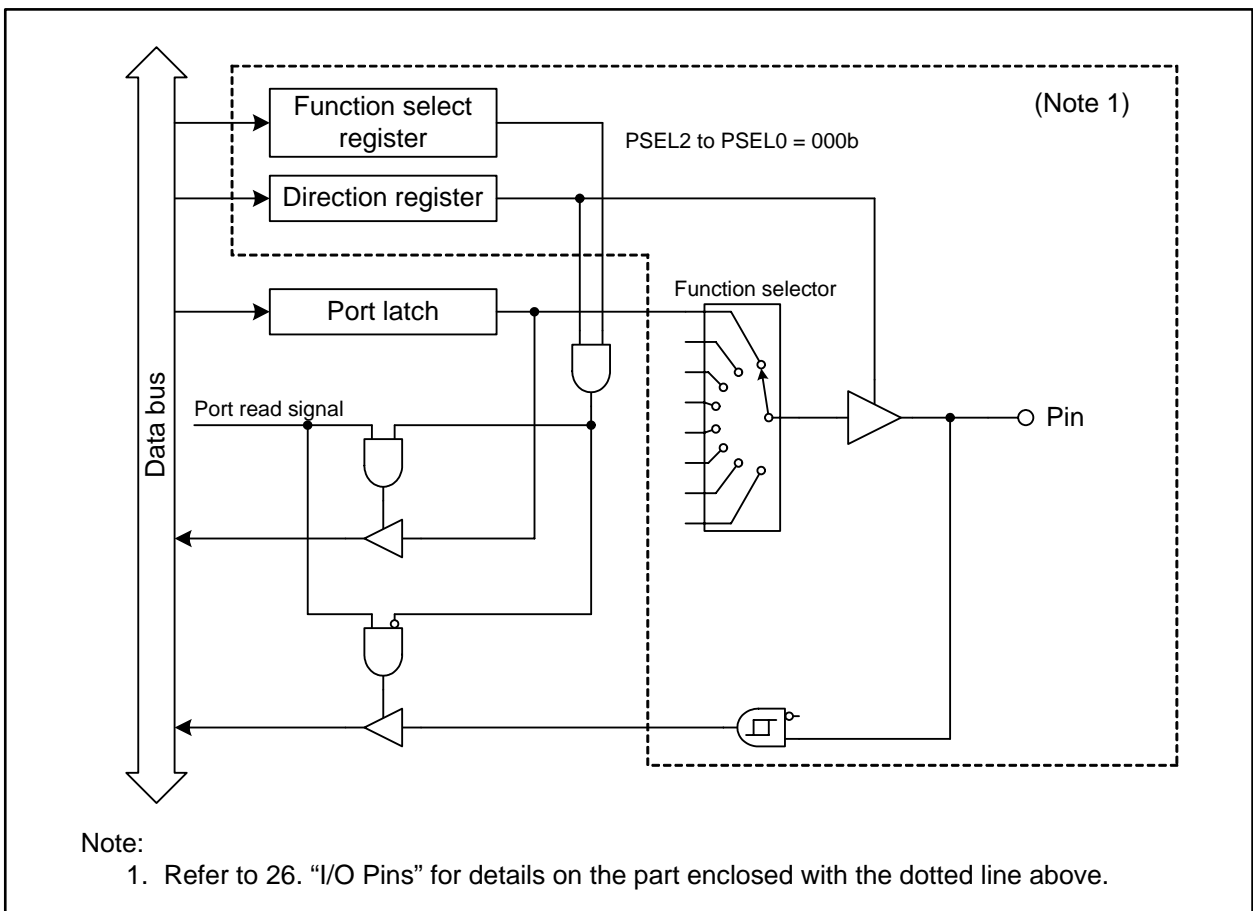 Function select
register
(Note 1)
PSEL2 to PSEL0 = 000b
Direction register
Function selector
Port latch
Port read signal
Data bus
Pin
Note:
1. Refer to 26. “I/O Pins” for details on the part enclosed with the dotted line above.